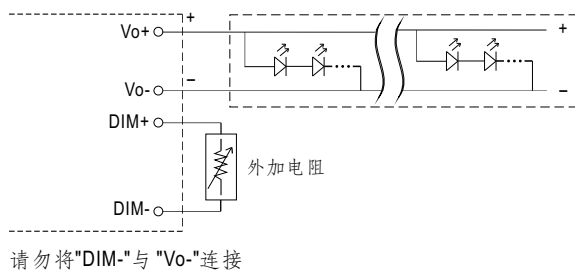 Vo+
+
+
Vo-
−
−
DIM+
外加电阻
DIM-
请勿将"DIM-"与 "Vo-"连接